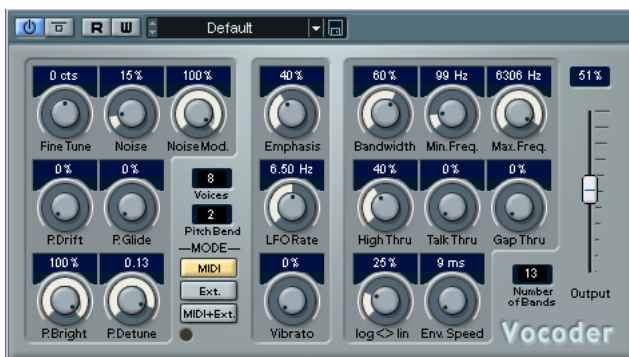 R W Default
0 cts 15% 100% 40% 60% 99 Hz 6306 Hz 51%
Fine Tune Noise Noise Mod. Emphasis Bandwidth Min. Freq. Max. Freq.
0% 0% 6.50 Hz 40% 0% 0%
8
Voices
2
P.Drift P.Glide Pitch Bend LFO Rate High Thru Talk Thru Gap Thru
MODE
100% 0.13 MIDI 0% 25% 9 ms 13
Ext. Number
of Bands Output
MIDI+Ext.
P.Bright P.Detune Vibrato log<>lin Env. Speed Vocoder